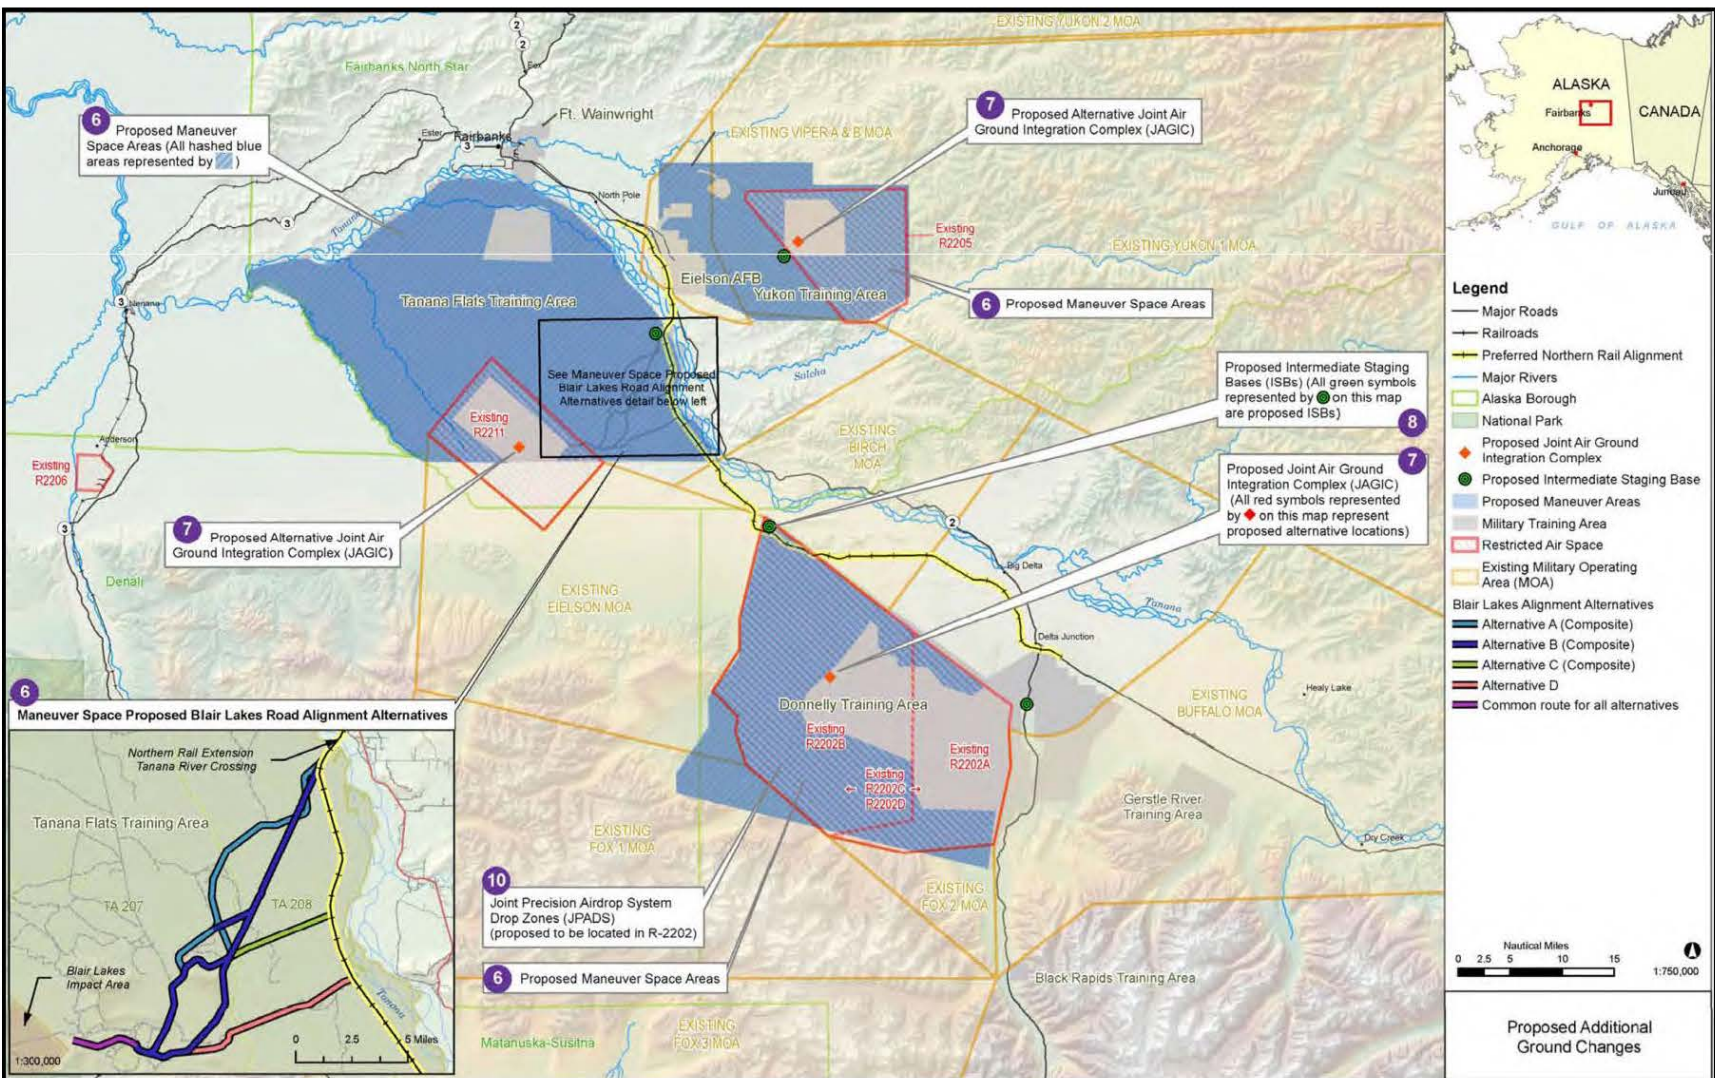 EXISTING YUKON 2 MOA
2
2
Fox
Fairbanks North Star
6
Proposed Maneuver
Space Areas (All hashed blue
areas represented by )
Ester
Fairbanks
3
Ft. Wainwright
EXISTING VIPER A & B MOA
7
Proposed Alternative Joint Air
Ground Integration Complex (JAGIC)
North Pole
3
Tanana
Existing
R2205
EXISTING YUKON 1 MOA
Eielson AFB
Yukon Training Area
Tanana Flats Training Area
3
Nenana
6
Proposed Maneuver Space Areas
See Maneuver Space Proposed
Blair Lakes Road Alignment
Alternatives detail below left
Salcha
Existing
R2211
Anderson
Existing
R2206
3
EXISTING
BIRCH
MOA
Proposed Intermediate Staging
Bases (ISBs) (All green symbols
represented by on this map
are proposed ISBs)
8
7
Proposed Joint Air Ground
Integration Complex (JAGIC)
(All red symbols represented
by on this map represent
proposed alternative locations)
7
Proposed Alternative Joint Air
Ground Integration Complex (JAGIC)
2
Big Delta
Tanana
Denali
EXISTING
EIELSON MOA
Delta Junction
Healy Lake
EXISTING
BUFFALO MOA
Donnelly Training Area
Existing
R2202B
Existing
R2202A
Existing
R2202C
R2202D
Gerstle River
Training Area
Dry Creek
EXISTING
FOX 1 MOA
EXISTING
FOX 2 MOA
10
Joint Precision Airdrop System
Drop Zones (JPADS)
(proposed to be located in R-2202)
6
Proposed Maneuver Space Areas
Black Rapids Training Area
Matanuska-Susitna
EXISTING
FOX 3 MOA
6
Maneuver Space Proposed Blair Lakes Road Alignment Alternatives
Northern Rail Extension
Tanana River Crossing
Tanana Flats Training Area
TA 207
TA 208
Blair Lakes
Impact Area
Tanana
0 2.5 5 Miles
1:300,000
ALASKA
Fairbanks
CANADA
Anchorage
Juneau
GULF OF ALASKA
Legend
Major Roads
Railroads
Preferred Northern Rail Alignment
Major Rivers
Alaska Borough
National Park
Proposed Joint Air Ground
Integration Complex
Proposed Intermediate Staging Base
Proposed Maneuver Areas
Military Training Area
Restricted Air Space
Existing Military Operating
Area (MOA)
Blair Lakes Alignment Alternatives
Alternative A (Composite)
Alternative B (Composite)
Alternative C (Composite)
Alternative D
Common route for all alternatives
Nautical Miles
0 2.5 5 10 15
1:750,000
Proposed Additional
Ground Changes